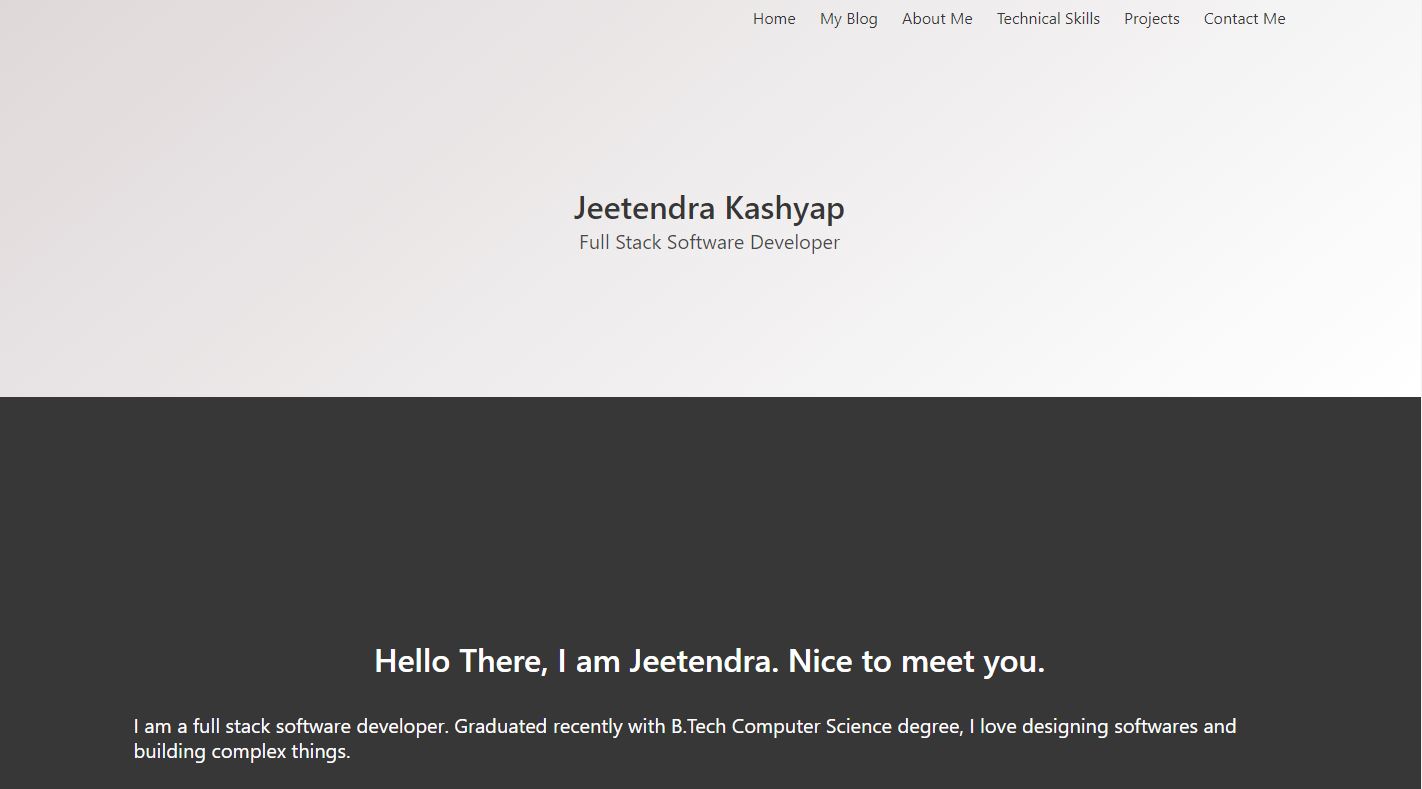 Home My Blog About Me Technical Skills Projects Contact Me
Jeetendra Kashyap
Full Stack Software Developer
Hello There, I am Jeetendra. Nice to meet you.
I am a full stack software developer. Graduated recently with B.Tech Computer Science degree, I love designing softwares and
building complex things.